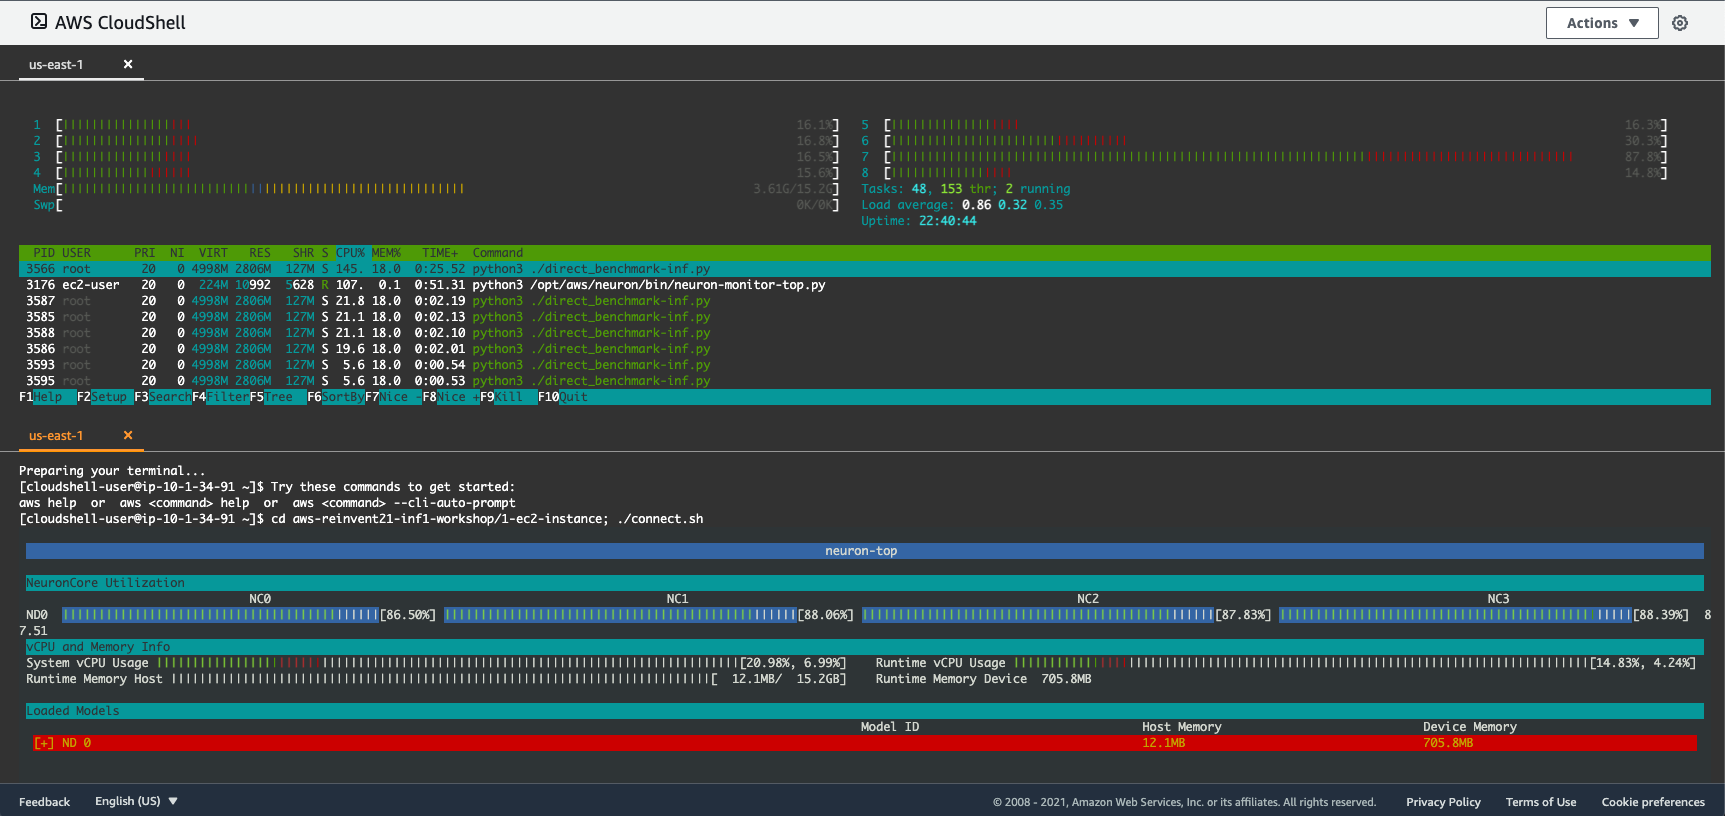 AWS CloudShell
Actions ▼
us-east-1 ×
1 [ 16.1%]
2 [ 16.8%]
3 [ 16.5%]
4 [ 15.6%]
Mem[ 3.61G/15.2G]
Swp[ 0K/0K]
5 [ 16.3%]
6 [ 30.3%]
7 [ 87.8%]
8 [ 14.8%]
Tasks: 48, 153 thr; 2 running
Load average: 0.86 0.32 0.35
Uptime: 22:40:44
PID USER PRI NI VIRT RES SHR S CPU% MEM% TIME+ Command
3566 root 20 0 4998M 2806M 127M S 145. 18.0 0:25.52 python3 ./direct_benchmark-inf.py
3176 ec2-user 20 0 224M 10992 5628 R 107. 0.1 0:51.31 python3 /opt/aws/neuron/bin/neuron-monitor-top.py
3587 root 20 0 4998M 2806M 127M S 21.8 18.0 0:02.19 python3 ./direct_benchmark-inf.py
3585 root 20 0 4998M 2806M 127M S 21.1 18.0 0:02.13 python3 ./direct_benchmark-inf.py
3588 root 20 0 4998M 2806M 127M S 21.1 18.0 0:02.10 python3 ./direct_benchmark-inf.py
3586 root 20 0 4998M 2806M 127M S 19.6 18.0 0:02.01 python3 ./direct_benchmark-inf.py
3593 root 20 0 4998M 2806M 127M S 5.6 18.0 0:00.54 python3 ./direct_benchmark-inf.py
3595 root 20 0 4998M 2806M 127M S 5.6 18.0 0:00.53 python3 ./direct_benchmark-inf.py
F1Help F2Setup F3SearchF4FilterF5Tree F6SortByF7Nice -F8Nice +F9Kill F10Quit
us-east-1 ×
Preparing your terminal...
[cloudshell-user@ip-10-1-34-91 ~]$ Try these commands to get started:
aws help or aws <command> help or aws <command> --cli-auto-prompt
[cloudshell-user@ip-10-1-34-91 ~]$ cd aws-reinvent21-inf1-workshop/1-ec2-instance; ./connect.sh
neuron-top
NeuronCore Utilization
NC0 NC1 NC2 NC3
ND0 [86.50%] [88.06%] [87.83%] [88.39%] 8
7.51
vCPU and Memory Info
System vCPU Usage [20.98%, 6.99%] Runtime vCPU Usage [14.83%, 4.24%]
Runtime Memory Host [ 12.1MB/ 15.2GB] Runtime Memory Device 705.8MB
Loaded Models
Model ID Host Memory Device Memory
[+] ND 0 12.1MB 705.8MB
Feedback English (US) ▼ © 2008 - 2021, Amazon Web Services, Inc. or its affiliates. All rights reserved. Privacy Policy Terms of Use Cookie preferences